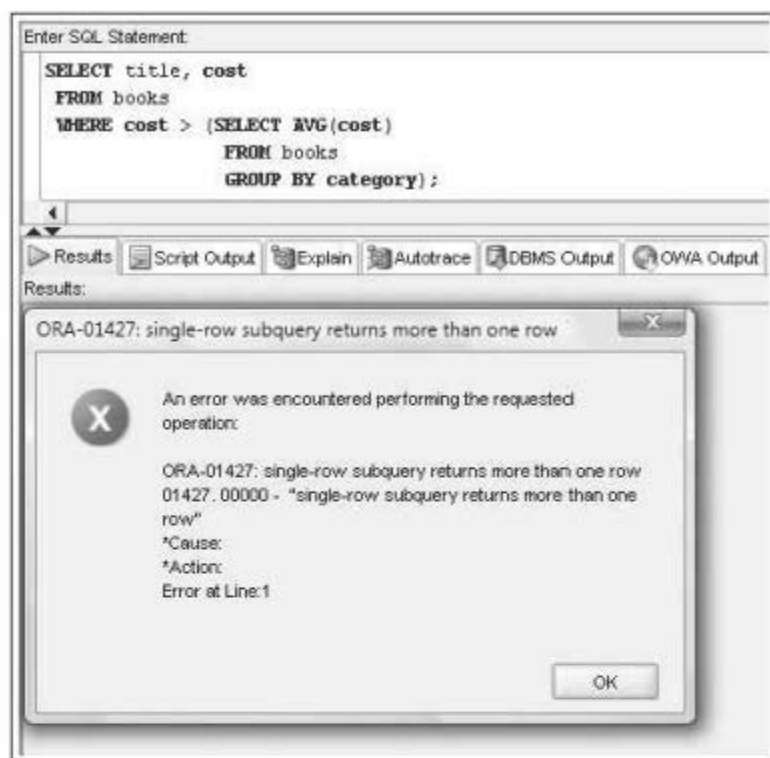 Enter SQL Statement:
SELECT title, cost
FROM books
WHERE cost > (SELECT AVG(cost)
FROM books
GROUP BY category);
Results Script Output Explain Autotrace DBMS Output OWA Output
Results:
ORA-01427: single-row subquery returns more than one row
An error was encountered performing the requested
operation:
ORA-01427: single-row subquery returns more than one row
01427. 00000 - "single-row subquery returns more than one
row"
*Cause:
*Action:
Error at Line:1
OK